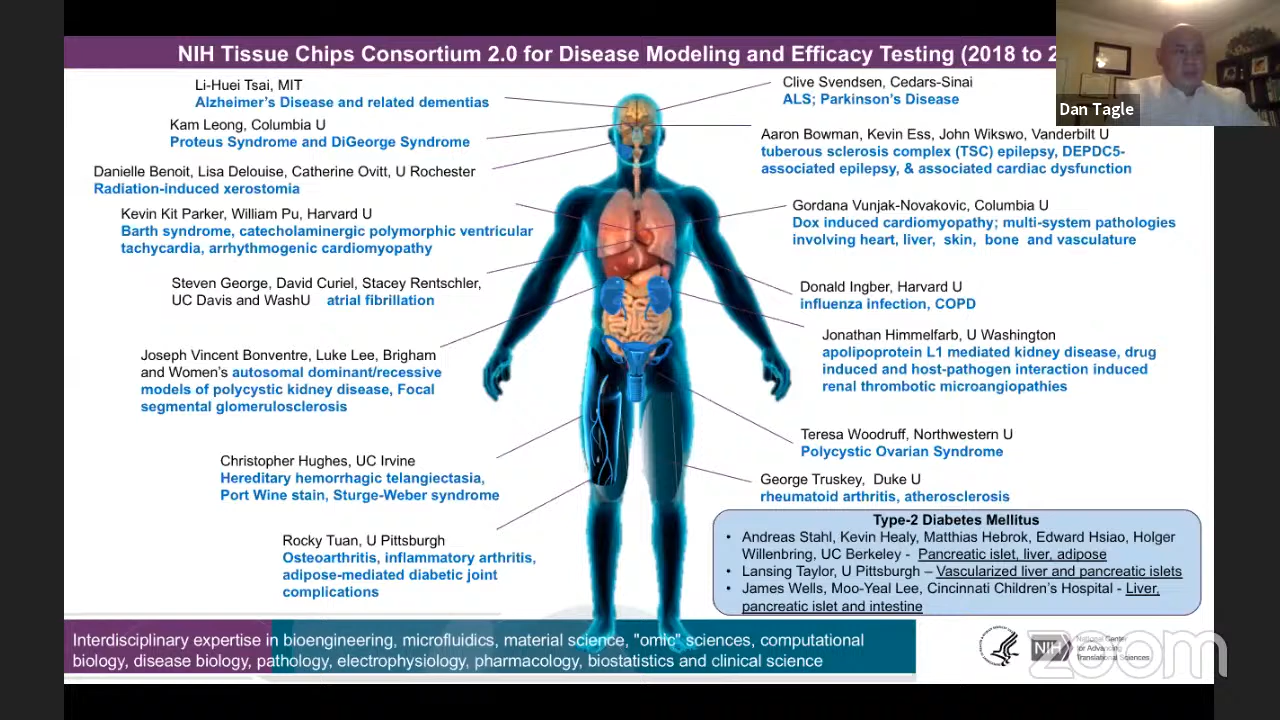 NIH Tissue Chips Consortium 2.0 for Disease Modeling and Efficacy Testing (2018 to 2
Dan Tagle
Li-Huei Tsai, MIT
Alzheimer's Disease and related dementias
Kam Leong, Columbia U
Proteus Syndrome and DiGeorge Syndrome
Danielle Benoit, Lisa Delouise, Catherine Ovitt, U Rochester
Radiation-induced xerostomia
Kevin Kit Parker, William Pu, Harvard U
Barth syndrome, catecholaminergic polymorphic ventricular
tachycardia, arrhythmogenic cardiomyopathy
Steven George, David Curiel, Stacey Rentschler,
UC Davis and WashU atrial fibrillation
Joseph Vincent Bonventre, Luke Lee, Brigham
and Women's autosomal dominant/recessive
models of polycystic kidney disease, Focal
segmental glomerulosclerosis
Christopher Hughes, UC Irvine
Hereditary hemorrhagic telangiectasia,
Port Wine stain, Sturge-Weber syndrome
Rocky Tuan, U Pittsburgh
Osteoarthritis, inflammatory arthritis,
adipose-mediated diabetic joint
complications
Clive Svendsen, Cedars-Sinai
ALS; Parkinson's Disease
Aaron Bowman, Kevin Ess, John Wikswo, Vanderbilt U
tuberous sclerosis complex (TSC) epilepsy, DEPDC5-
associated epilepsy, & associated cardiac dysfunction
Gordana Vunjak-Novakovic, Columbia U
Dox induced cardiomyopathy; multi-system pathologies
involving heart, liver, skin, bone and vasculature
Donald Ingber, Harvard U
influenza infection, COPD
Jonathan Himmelfarb, U Washington
apolipoprotein L1 mediated kidney disease, drug
induced and host-pathogen interaction induced
renal thrombotic microangiopathies
Teresa Woodruff, Northwestern U
Polycystic Ovarian Syndrome
George Truskey, Duke U
rheumatoid arthritis, atherosclerosis
Type-2 Diabetes Mellitus
• Andreas Stahl, Kevin Healy, Matthias Hebrok, Edward Hsiao, Holger
Willenbring, UC Berkeley - Pancreatic islet, liver, adipose
• Lansing Taylor, U Pittsburgh – Vascularized liver and pancreatic islets
• James Wells, Moo-Yeal Lee, Cincinnati Children's Hospital - Liver,
pancreatic islet and intestine
Interdisciplinary expertise in bioengineering, microfluidics, material science, "omic" sciences, computational
biology, disease biology, pathology, electrophysiology, pharmacology, biostatistics and clinical science
NIH
National Center
for Advancing
Translational Sciences
zoom